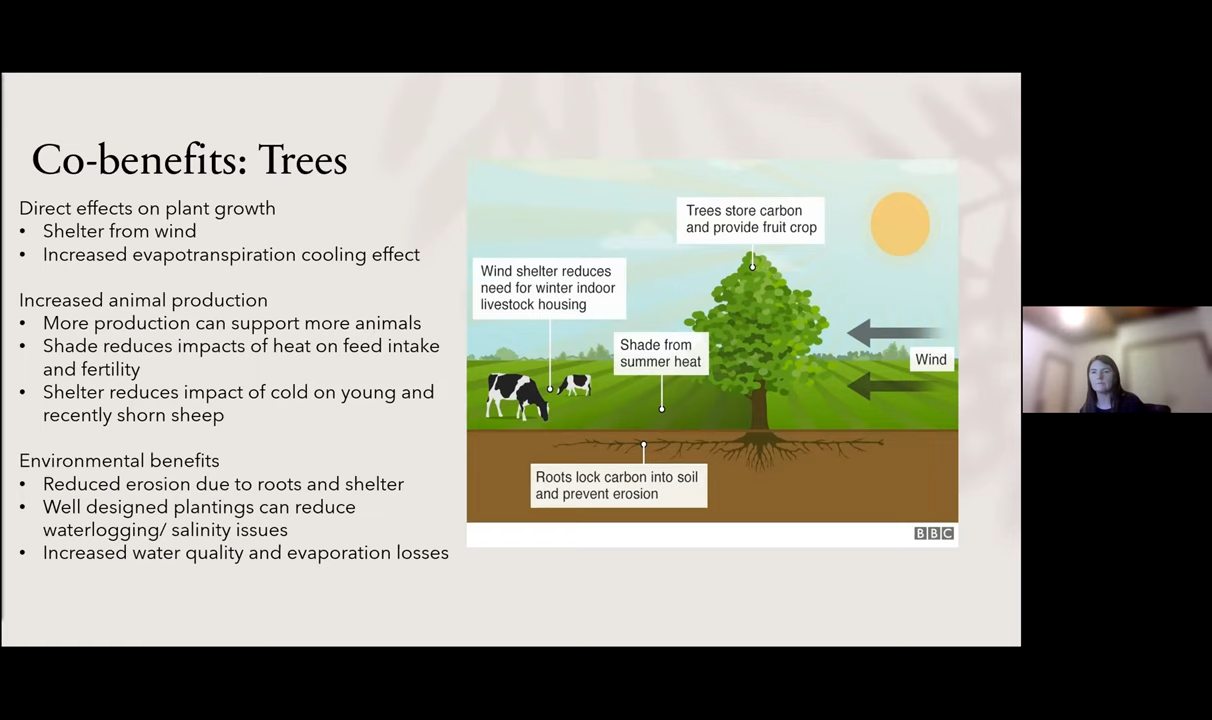 Co-benefits: Trees
Direct effects on plant growth
• Shelter from wind
• Increased evapotranspiration cooling effect
Increased animal production
• More production can support more animals
• Shade reduces impacts of heat on feed intake
and fertility
• Shelter reduces impact of cold on young and
recently shorn sheep
Environmental benefits
• Reduced erosion due to roots and shelter
• Well designed plantings can reduce
waterlogging/ salinity issues
• Increased water quality and evaporation losses
Trees store carbon
and provide fruit crop
Wind shelter reduces
need for winter indoor
livestock housing
Shade from
summer heat
Wind
Roots lock carbon into soil
and prevent erosion
BBC